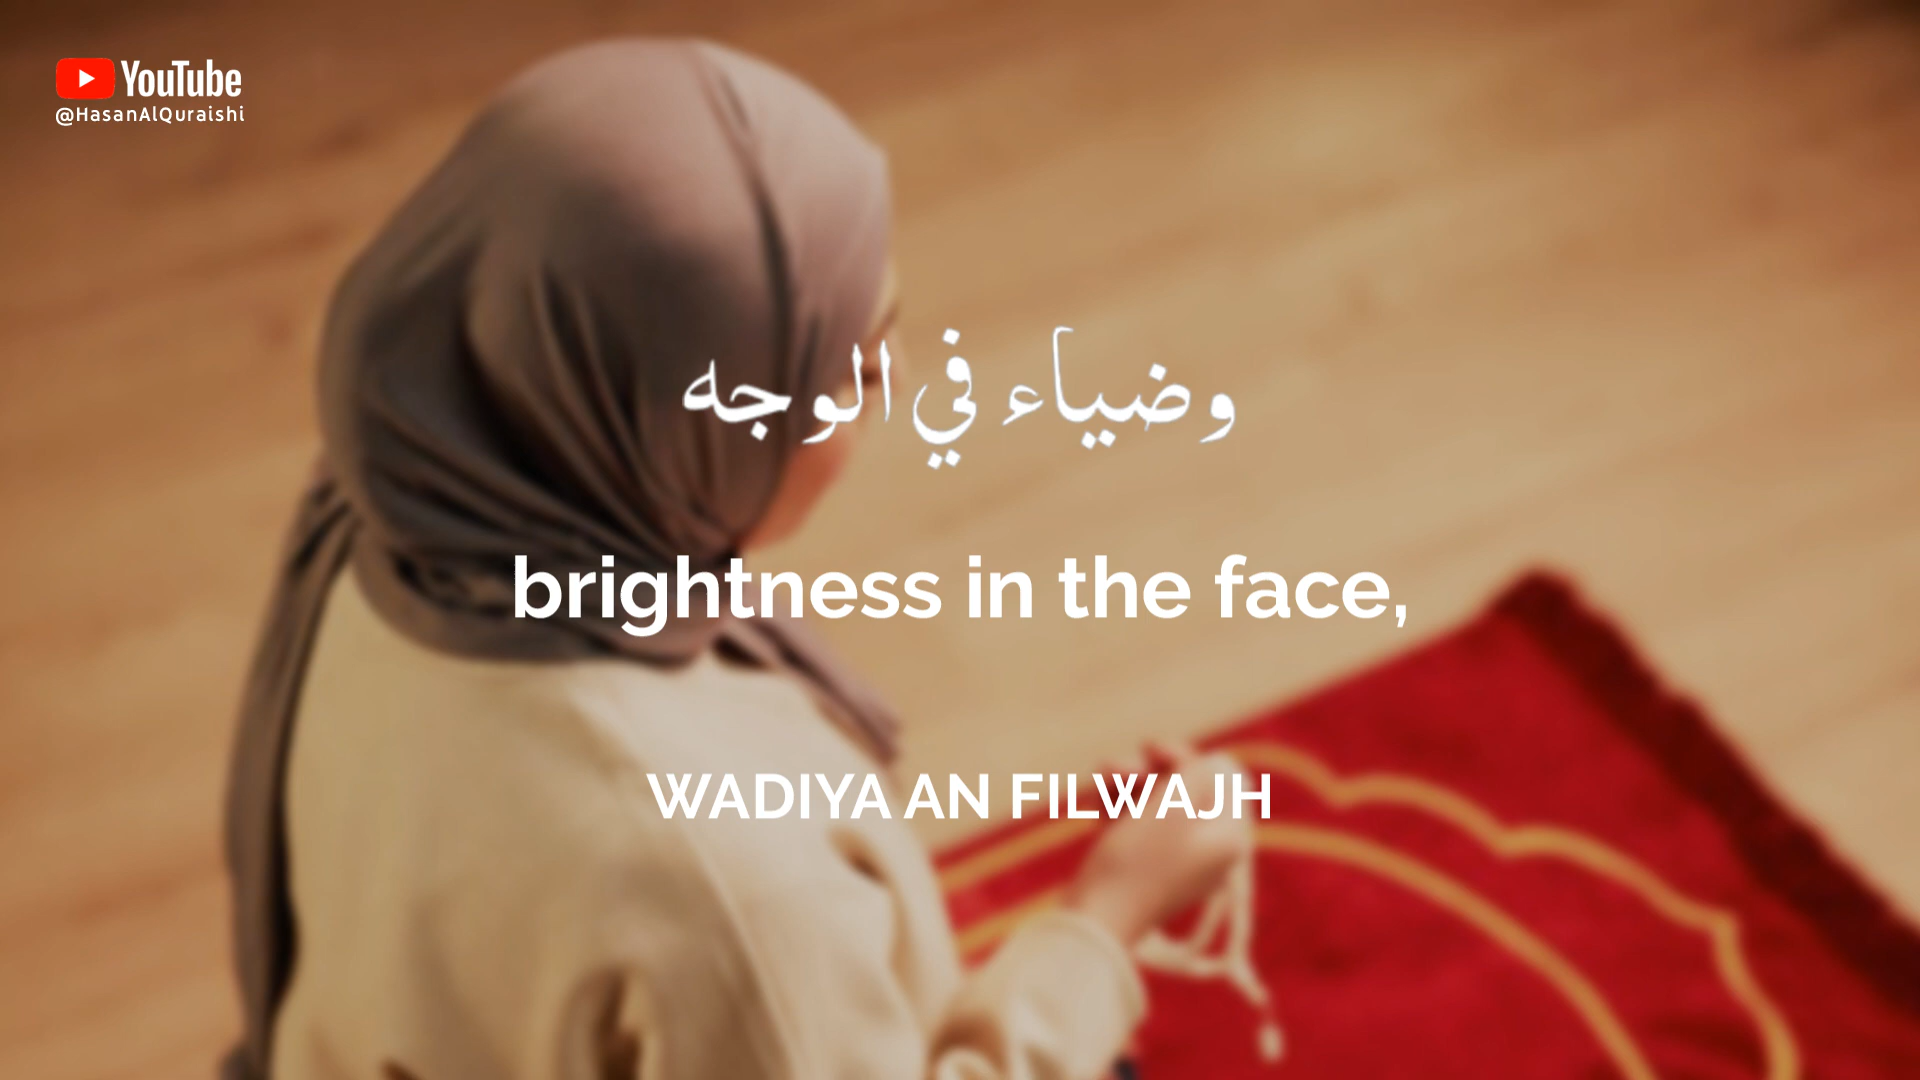 YouTube
@HasanAlQuraishi
وضياء في الوجه
brightness in the face,
WADIYA AN FILWAJH